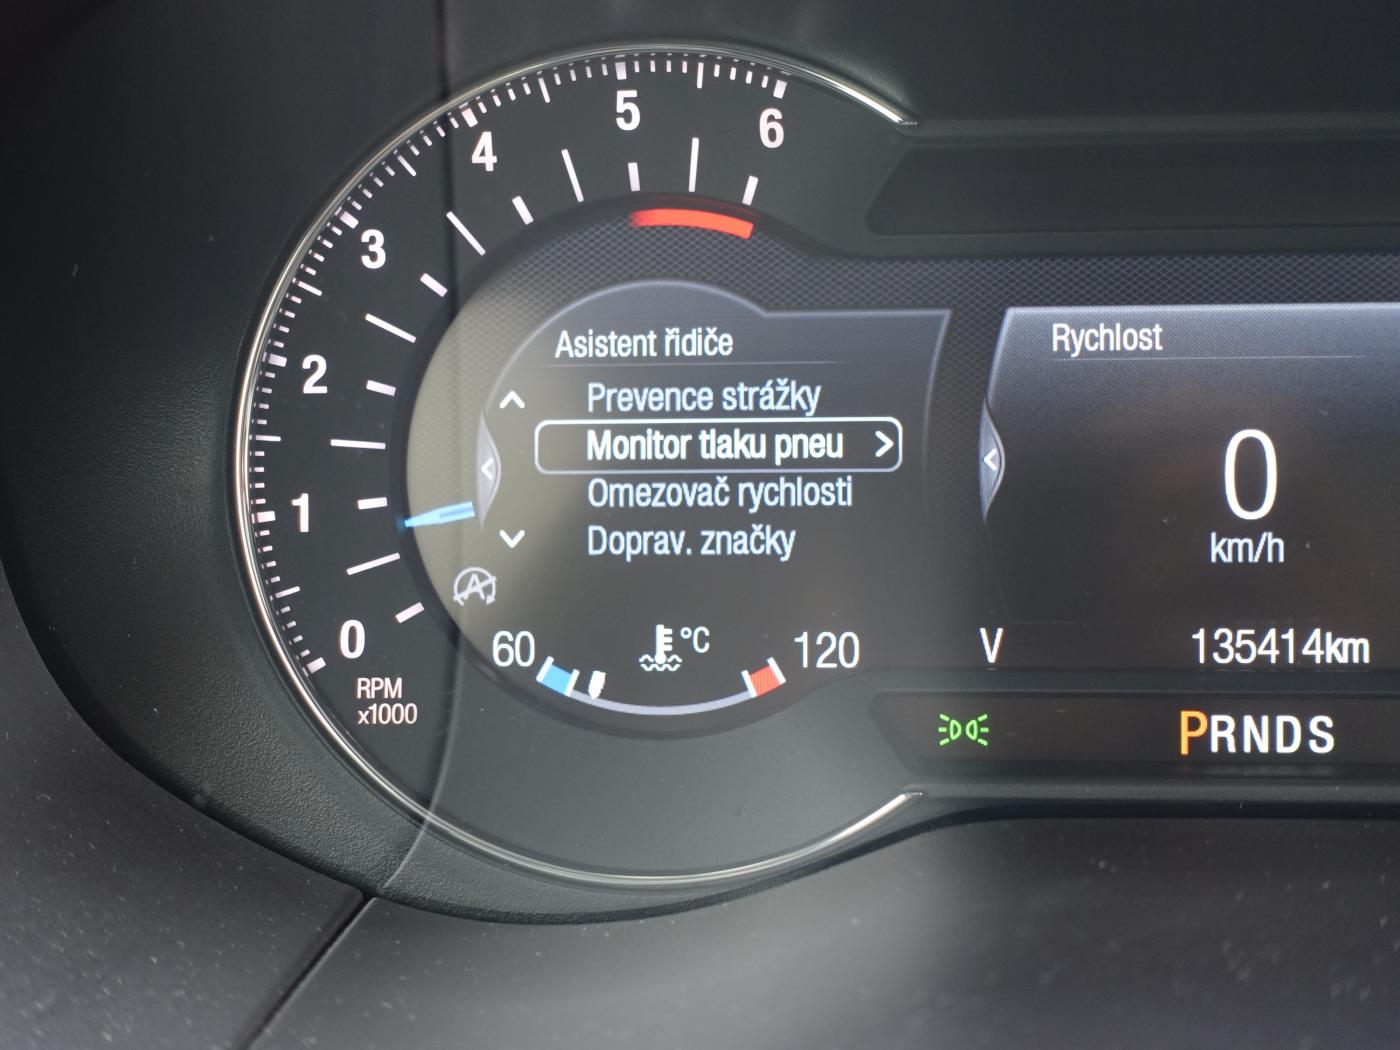 6
5
4
3
2
1
0
RPM
x1000
Asistent řidiče
Prevence strážky
Monitor tlaku pneu
Omezovač rychlosti
Doprav. značky
A
60
°C
120
Rychlost
0
km/h
V
135414km
PRNDS